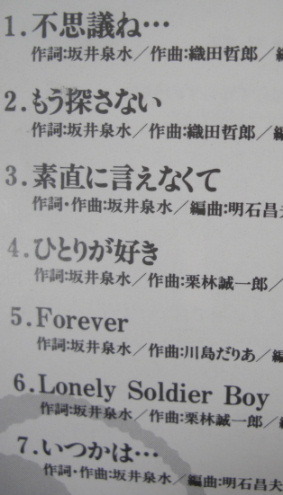 1.不思議ね…
作詞:坂井泉水／作曲:織田哲郎／編
2.もう探さない
作詞:坂井泉水／作曲:織田哲郎／編
3.素直に言えなくて
作詞・作曲:坂井泉水／編曲:明石昌夫
4.ひとりが好き
作詞:坂井泉水／作曲:栗林誠一郎／
5.Forever
作詞:坂井泉水／作曲:川島だりあ／編
6.Lonely Soldier Boy
作詞:坂井泉水／作曲:栗林誠一郎／編
7.いつかは…
作詞・作曲:坂井泉水／編曲:明石昌夫